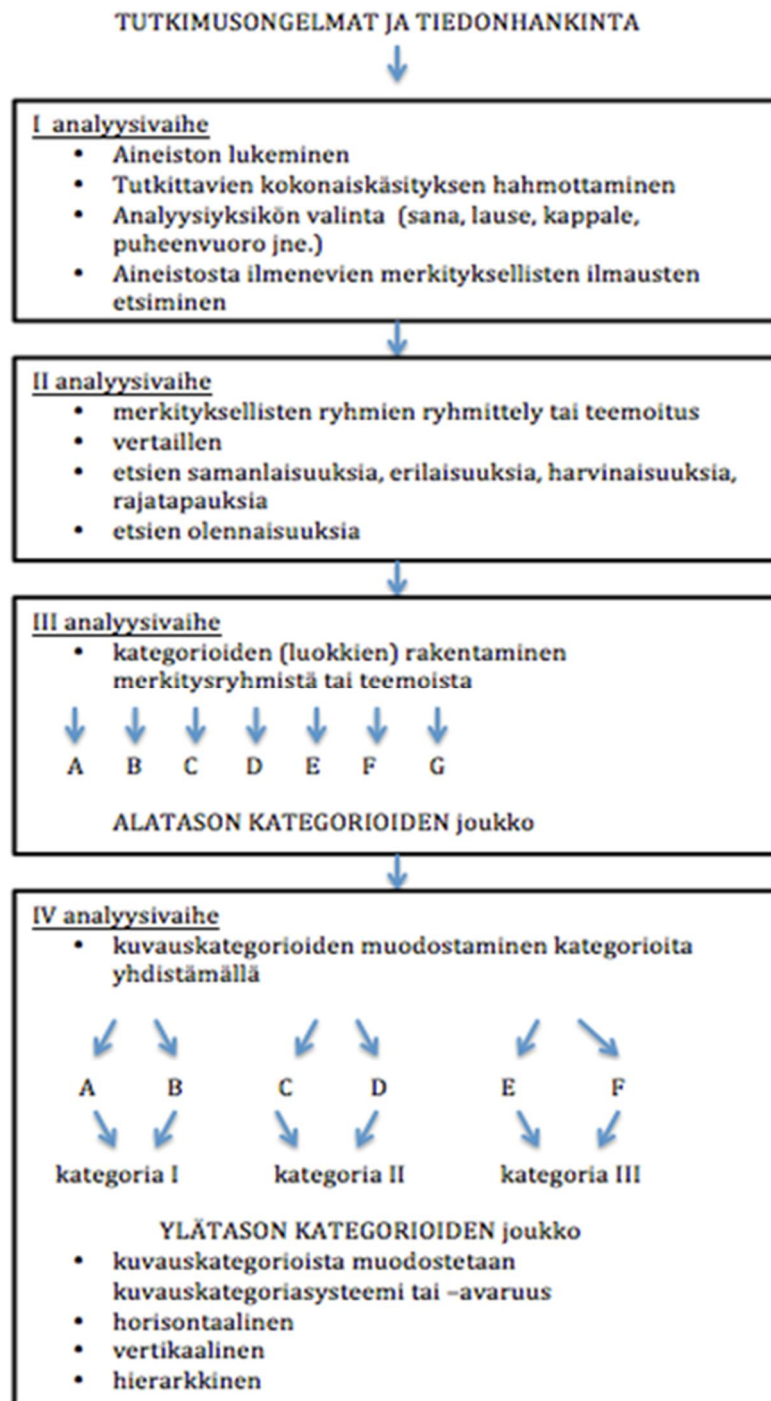 TUTKIMUSONGELMAT JA TIEDONHANKINTA
I analyysivaihe
• Aineiston lukeminen
• Tutkittavien kokonaiskäsityksen hahmottaminen
• Analyysiyksikön valinta (sana, lause, kappale,
puheenvuoro jne.)
• Aineistosta ilmenevien merkityksellisten ilmausten
etsiminen
II analyysivaihe
• merkityksellisten ryhmien ryhmittely tai teemoitus
• vertaillen
• etsien samanlaisuuksia, erilaisuuksia, harvinaisuuksia,
rajatapauksia
• etsien olennaisuuksia
III analyysivaihe
• kategorioiden (luokkien) rakentaminen
merkitysryhmistä tai teemoista
A B C D E F G
ALATASON KATEGORIOIDEN joukko
IV analyysivaihe
• kuvauskategorioiden muodostaminen kategorioita
yhdistämällä
A B C D E F
kategoria I kategoria II kategoria III
YLÄTASON KATEGORIOIDEN joukko
• kuvauskategorioista muodostetaan
kuvauskategoriasysteemi tai –avaruus
• horisontaalinen
• vertikaalinen
• hierarkkinen